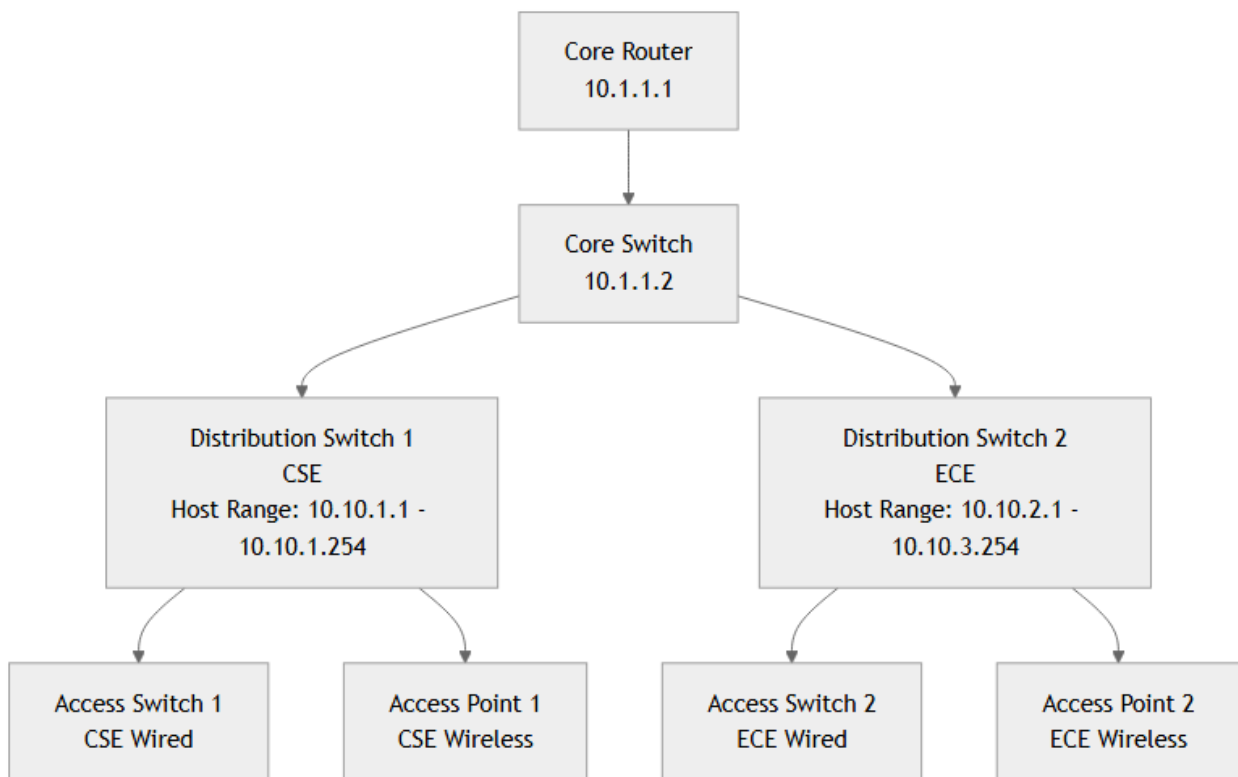 Core Router
10.1.1.1
Core Switch
10.1.1.2
Distribution Switch 1
CSE
Host Range: 10.10.1.1 -
10.10.1.254
Distribution Switch 2
ECE
Host Range: 10.10.2.1 -
10.10.3.254
Access Switch 1
CSE Wired
Access Point 1
CSE Wireless
Access Switch 2
ECE Wired
Access Point 2
ECE Wireless